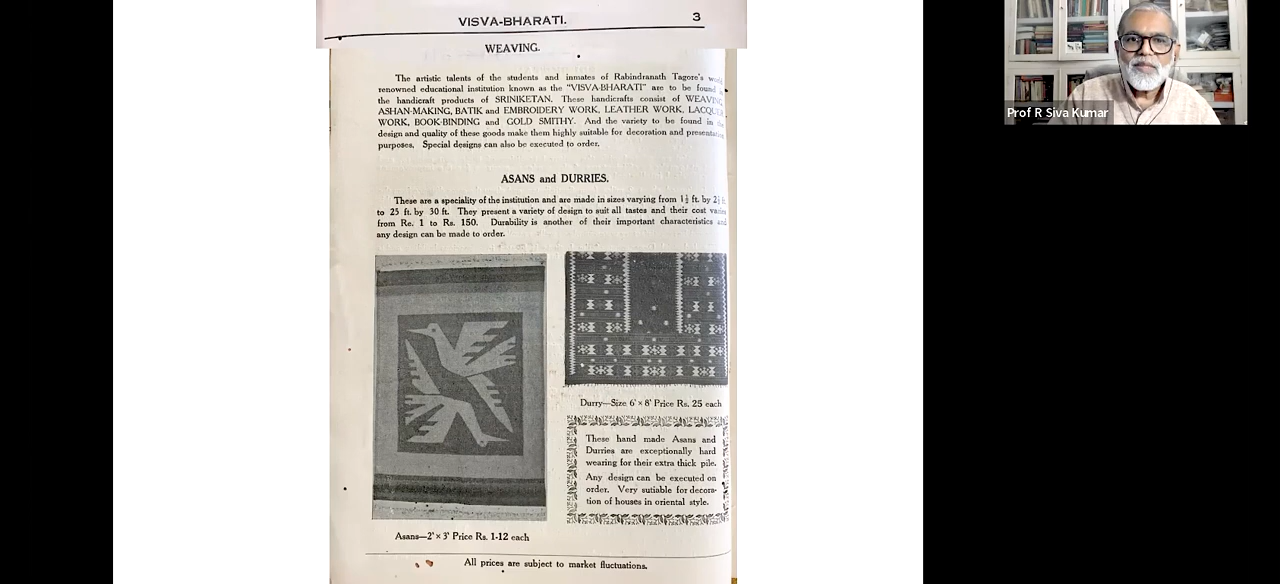 VISVA-BHARATI.
3
WEAVING.
The artistic talents of the students and inmates of Rabindranath Tagore's
renowned educational institution known as the "VISVA-BHARATI" are to be found
the handicraft products of SRINIKETAN. These handicrafts consist of WEAVING
ASHAN-MAKING, BATIK and EMBROIDERY WORK, LEATHER WORK, LACQUER
WORK, BOOK-BINDING and GOLD SMITHY. And the variety to be found in
design and quality of these goods make them highly suitable for decoration and
purposes. Special designs can also be executed to order.
ASANS and DURRIES.
These are a speciality of the institution and are made in sizes varying from 1½ ft. by
to 25 ft. by 30 ft. They present a variety of design to suit all tastes and their cost
from Re. 1 to Rs. 150. Durability is another of their important characteristics and
any design can be made to order.
Durry—Size 6' × 8' Price Rs. 25 each
These hand made Asans and
Durries are exceptionally hard
wearing for their extra thick pile.
Any design can be executed on
order. Very sutiable for decora-
tion of houses in oriental style.
Asans—2' × 3' Price Rs. 1-12 each
All prices are subject to market fluctuations.
Prof R Siva Kumar